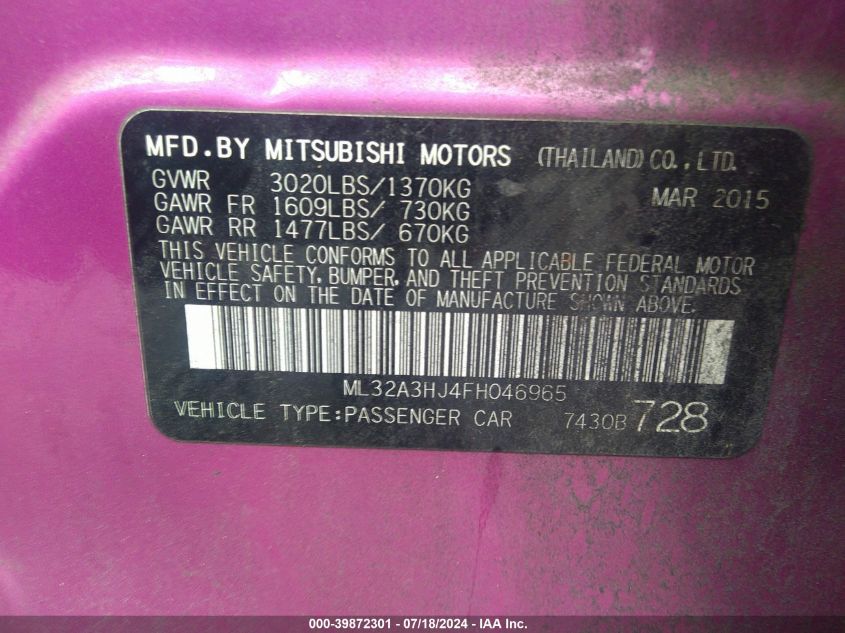 MFD.BY MITSUBISHI MOTORS (THAILAND) CO., LTD.
GVWR 3020LBS/1370KG MAR 2015
GAWR FR 1609LBS/ 730KG
GAWR RR 1477LBS/ 670KG
THIS VEHICLE CONFORMS TO ALL APPLICABLE FEDERAL MOTOR
VEHICLE SAFETY, BUMPER, AND THEFT PREVENTION STANDARDS
IN EFFECT ON THE DATE OF MANUFACTURE SHOWN ABOVE.
ML32A3HJ4FH046965
VEHICLE TYPE:PASSENGER CAR 7430B 728
000-39872301 - 07/18/2024 - IAA Inc.